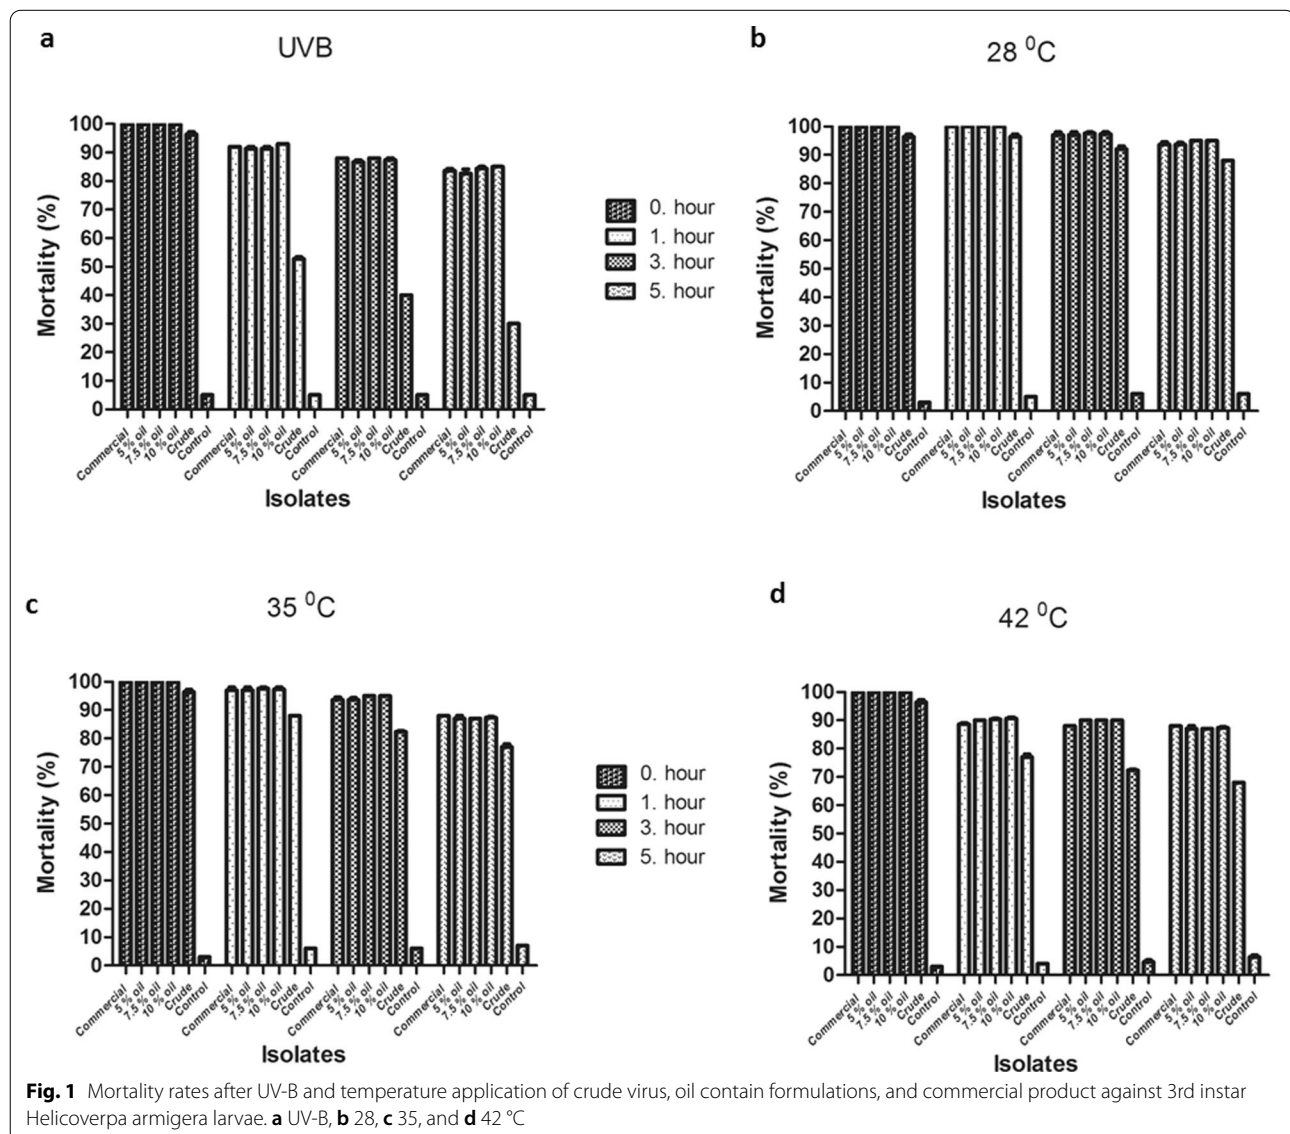 a
UVB
100
90
80
70
60
50
40
30
20
10
0
Mortality (%)
Commercial
5 % oil
7.5 % oil
10 % oil
Crude
Control
Commercial
5 % oil
7.5 % oil
10 % oil
Crude
Control
Commercial
5 % oil
7.5 % oil
10 % oil
Crude
Control
Commercial
5 % oil
7.5 % oil
10 % oil
Crude
Control
Isolates
0. hour
1. hour
3. hour
5. hour
b
28 ⁰C
100
90
80
70
60
50
40
30
20
10
0
Mortality (%)
Commercial
5 % oil
7.5 % oil
10 % oil
Crude
Control
Commercial
5 % oil
7.5 % oil
10 % oil
Crude
Control
Commercial
5 % oil
7.5 % oil
10 % oil
Crude
Control
Commercial
5 % oil
7.5 % oil
10 % oil
Crude
Control
Isolates
c
35 ⁰C
100
90
80
70
60
50
40
30
20
10
0
Mortality (%)
Commercial
5 % oil
7.5 % oil
10 % oil
Crude
Control
Commercial
5 % oil
7.5 % oil
10 % oil
Crude
Control
Commercial
5 % oil
7.5 % oil
10 % oil
Crude
Control
Commercial
5 % oil
7.5 % oil
10 % oil
Crude
Control
Isolates
0. hour
1. hour
3. hour
5. hour
d
42 ⁰C
100
90
80
70
60
50
40
30
20
10
0
Mortality (%)
Commercial
5 % oil
7.5 % oil
10 % oil
Crude
Control
Commercial
5 % oil
7.5 % oil
10 % oil
Crude
Control
Commercial
5 % oil
7.5 % oil
10 % oil
Crude
Control
Commercial
5 % oil
7.5 % oil
10 % oil
Crude
Control
Isolates
Fig. 1 Mortality rates after UV-B and temperature application of crude virus, oil contain formulations, and commercial product against 3rd instar
Helicoverpa armigera larvae. a UV-B, b 28, c 35, and d 42 °C